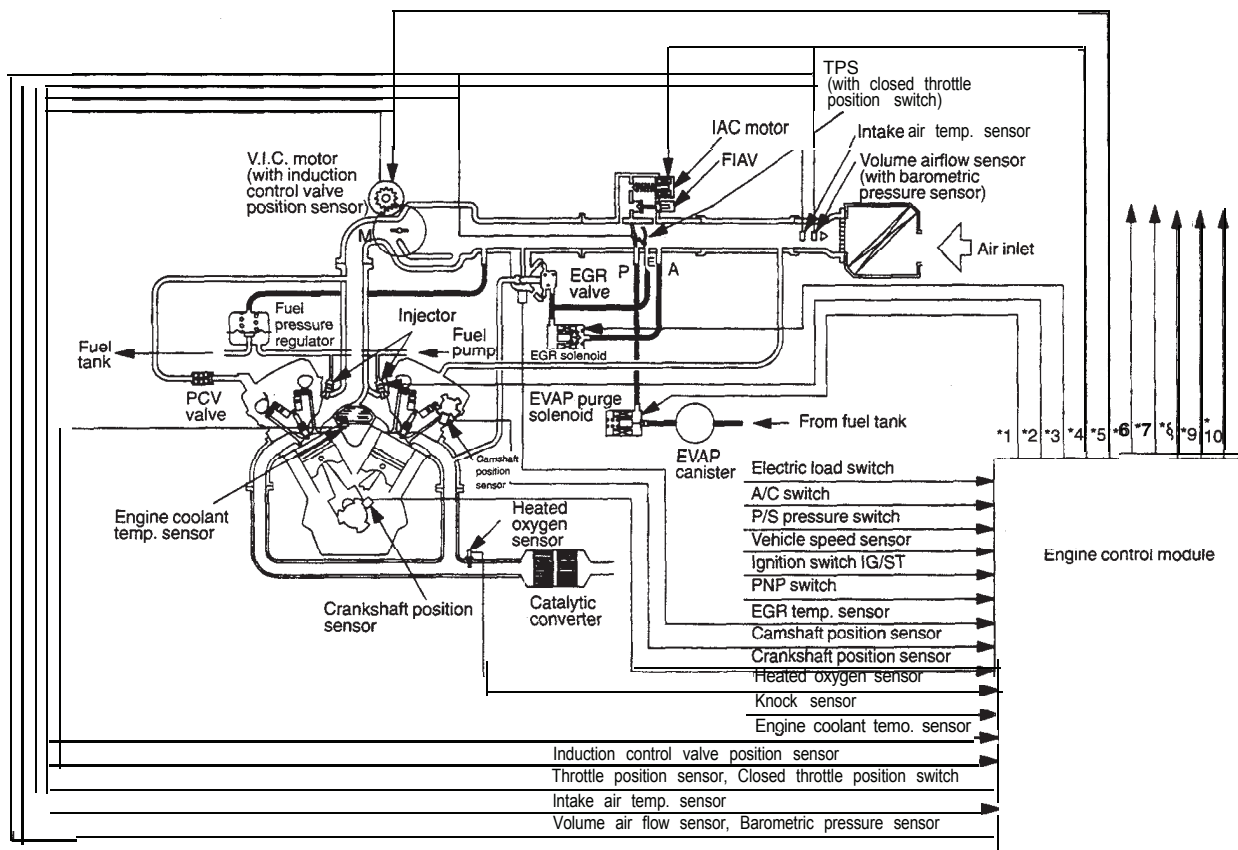 TPS
(with closed throttle
position switch)
IAC motor
FIAV
Intake air temp. sensor
Volume airflow sensor
(with barometric
pressure sensor)
V.I.C. motor
(with induction
control valve
position sensor)
M
Air inlet
P
E
A
EGR
valve
Fuel
pressure
regulator
Injector
Fuel
tank
Fuel
pump
EGR solenoid
PCV
valve
EVAP purge
solenoid
From fuel tank
EVAP
canister
Camshaft
position
sensor
*1 *2 *3 *4 *5 *6 *7 *8 *9 *10
Engine coolant
temp. sensor
Heated
oxygen
sensor
Crankshaft position
sensor
Catalytic
converter
Electric load switch
A/C switch
P/S pressure switch
Vehicle speed sensor
Ignition switch IG/ST
PNP switch
EGR temp. sensor
Camshaft position sensor
Crankshaft position sensor
Heated oxygen sensor
Knock sensor
Engine coolant temo. sensor
Induction control valve position sensor
Throttle position sensor, Closed throttle position switch
Intake air temp. sensor
Volume air flow sensor, Barometric pressure sensor
Engine control module